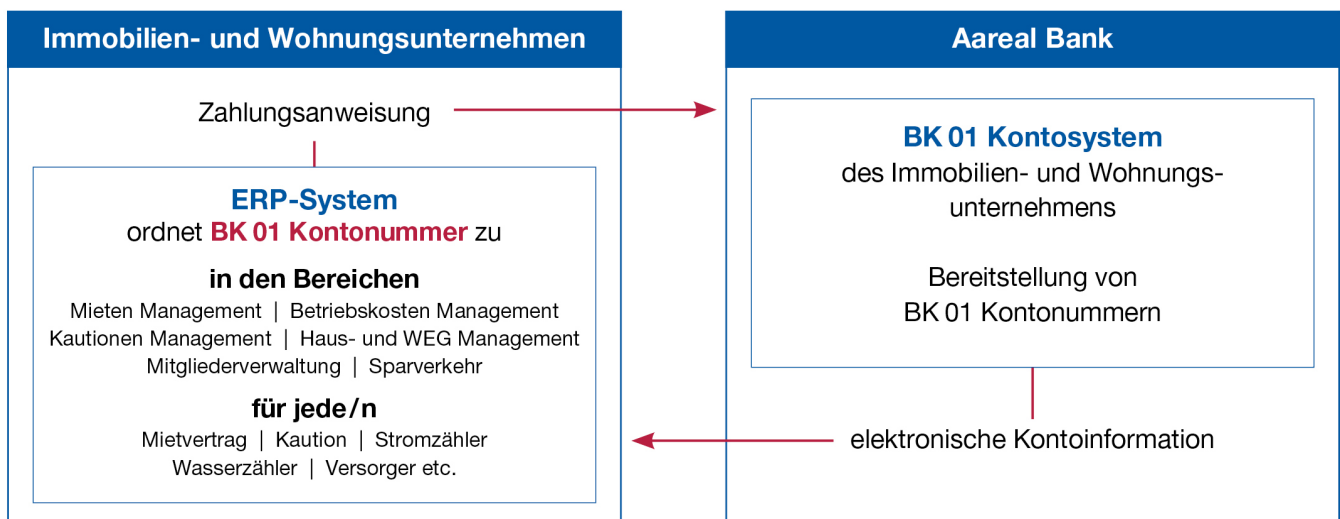 Immobilien- und Wohnungsunternehmen
Zahlungsanweisung
ERP-System
ordnet BK 01 Kontonummer zu
in den Bereichen
Mieten Management | Betriebskosten Management
Kautionen Management | Haus- und WEG Management
Mitgliederverwaltung | Sparverkehr
für jede/n
Mietvertrag | Kaution | Stromzähler
Wasserzähler | Versorger etc.
Aareal Bank
BK 01 Kontosystem
des Immobilien- und Wohnungs-
unternehmens
Bereitstellung von
BK 01 Kontonummern
elektronische Kontoinformation